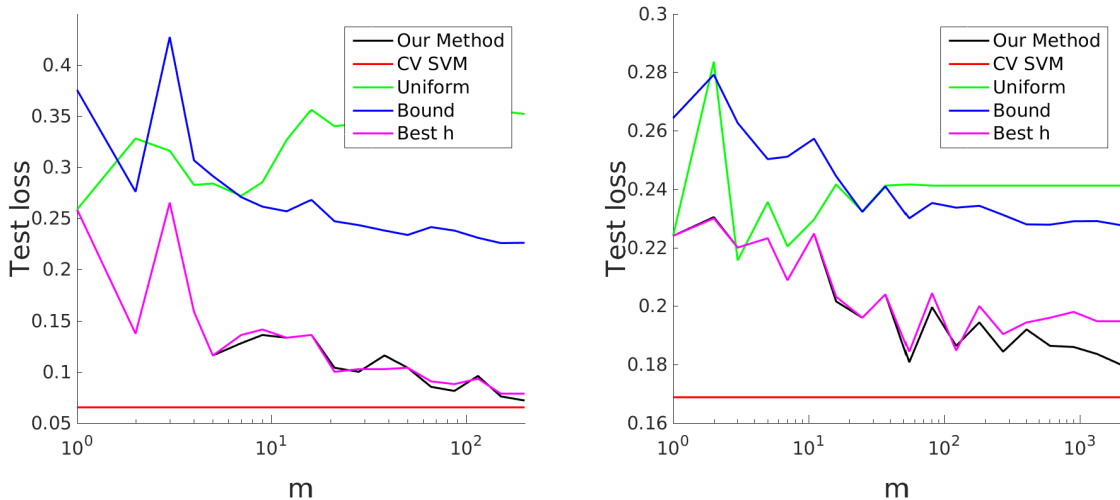 0.4
0.35
0.3
0.25
0.2
0.15
0.1
0.05
Test loss
10^0
10^1
10^2
m
Our Method
CV SVM
Uniform
Bound
Best h
0.3
0.28
0.26
0.24
0.22
0.2
0.18
0.16
Test loss
10^0
10^1
10^2
10^3
m
Our Method
CV SVM
Uniform
Bound
Best h